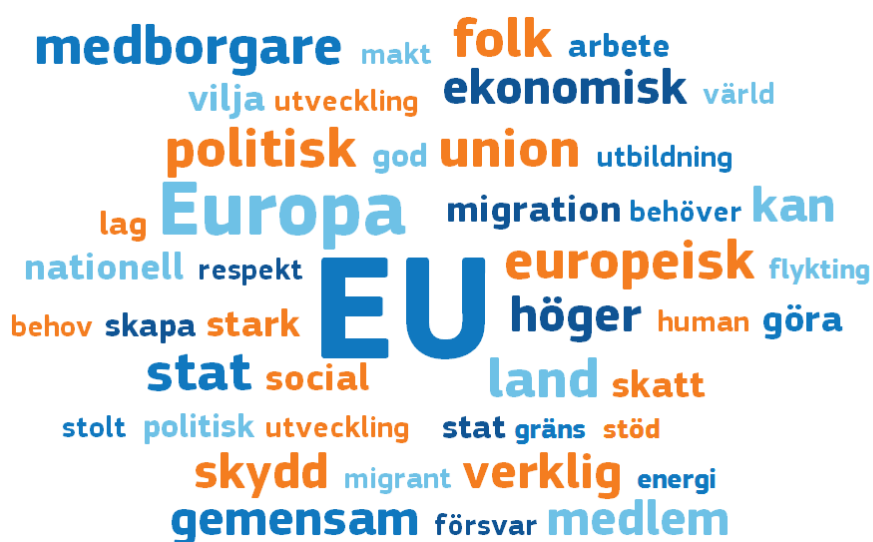 medborgare makt folk arbete
vilja utveckling ekonomisk värld
politisk god union utbildning
lag Europa migration behöver kan
nationell respekt EU europeisk flykting
behov skapa stark höger human göra
stat social land skatt
stolt politisk utveckling stat gräns stöd
skydd migrant verklig energi
gemensam försvar medlem